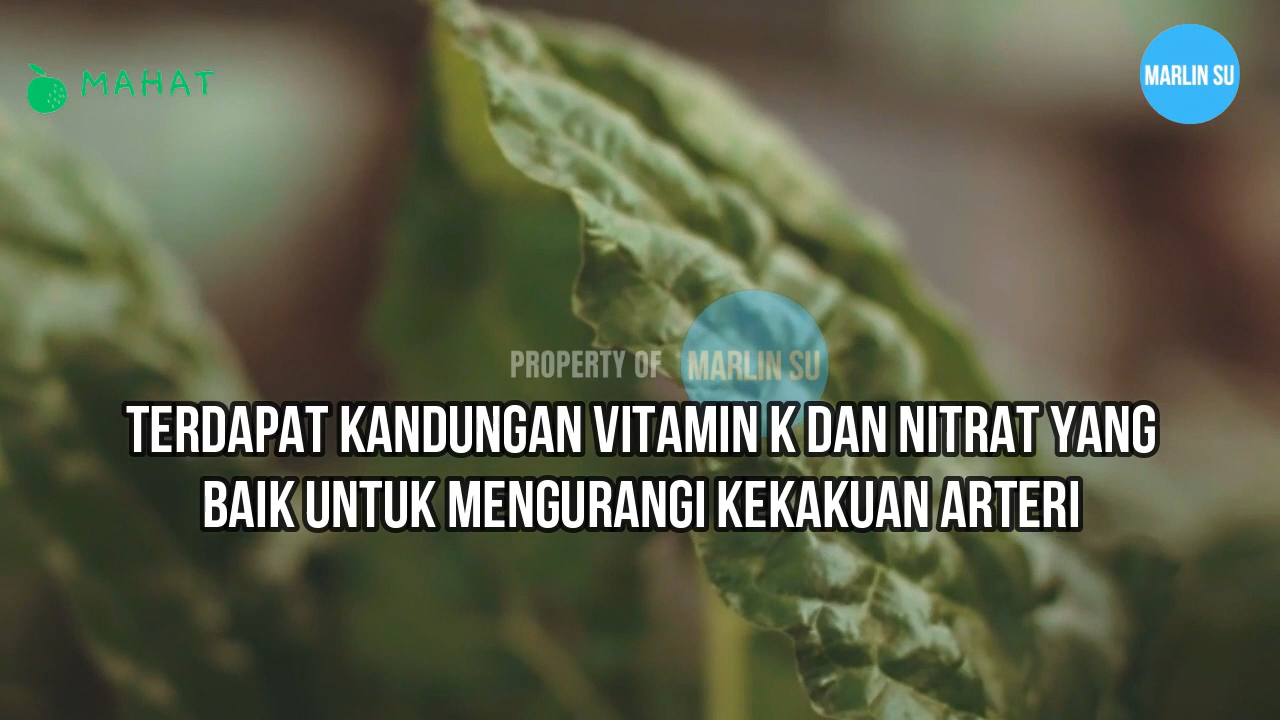 MAHAT
MARLIN SU
PROPERTY OF MARLIN SU
TERDAPAT KANDUNGAN VITAMIN K DAN NITRAT YANG
BAIK UNTUK MENGURANGI KEKAKUAN ARTERI